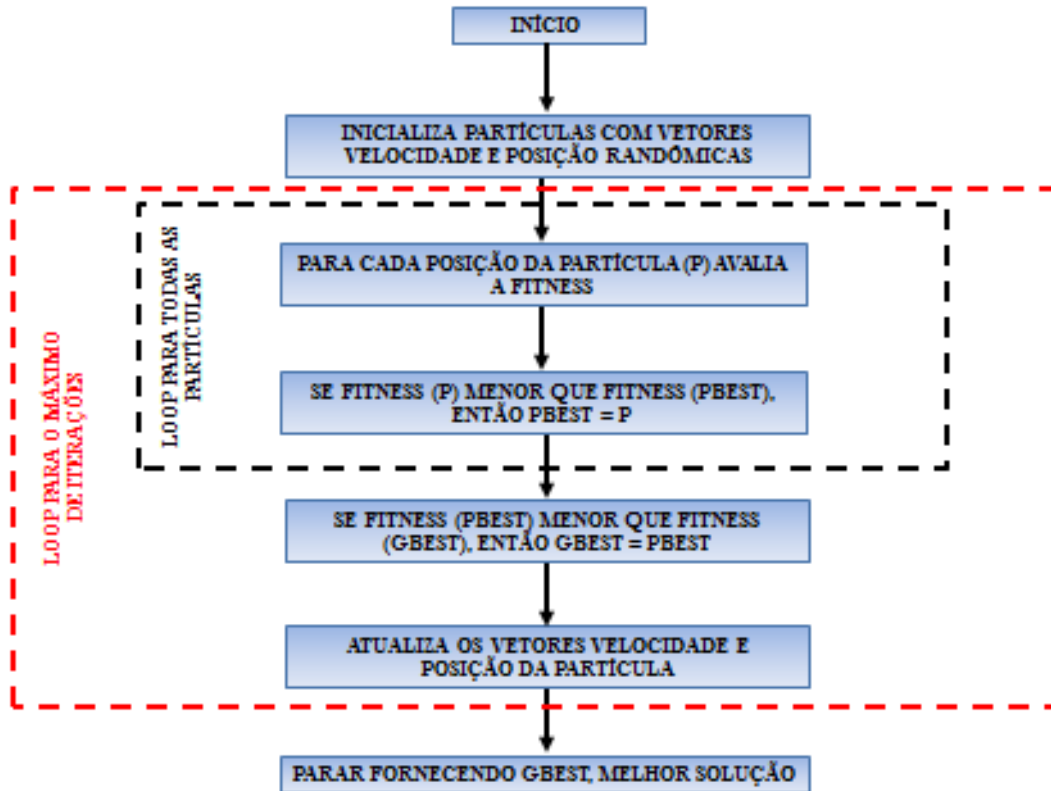 INÍCIO
INICIALIZA PARTÍCULAS COM VETORES
VELOCIDADE E POSIÇÃO RANDÔMICAS
LOOP PARA O MÁXIMO
DE ITERAÇÕES
LOOP PARA TODAS AS
PARTÍCULAS
PARA CADA POSIÇÃO DA PARTÍCULA (P) AVALIA
A FITNESS
SE FITNESS (P) MENOR QUE FITNESS (PBEST),
ENTÃO PBEST = P
SE FITNESS (PBEST) MENOR QUE FITNESS
(GBEST), ENTÃO GBEST = PBEST
ATUALIZA OS VETORES VELOCIDADE E
POSIÇÃO DA PARTÍCULA
PARAR FORNECENDO GBEST, MELHOR SOLUÇÃO